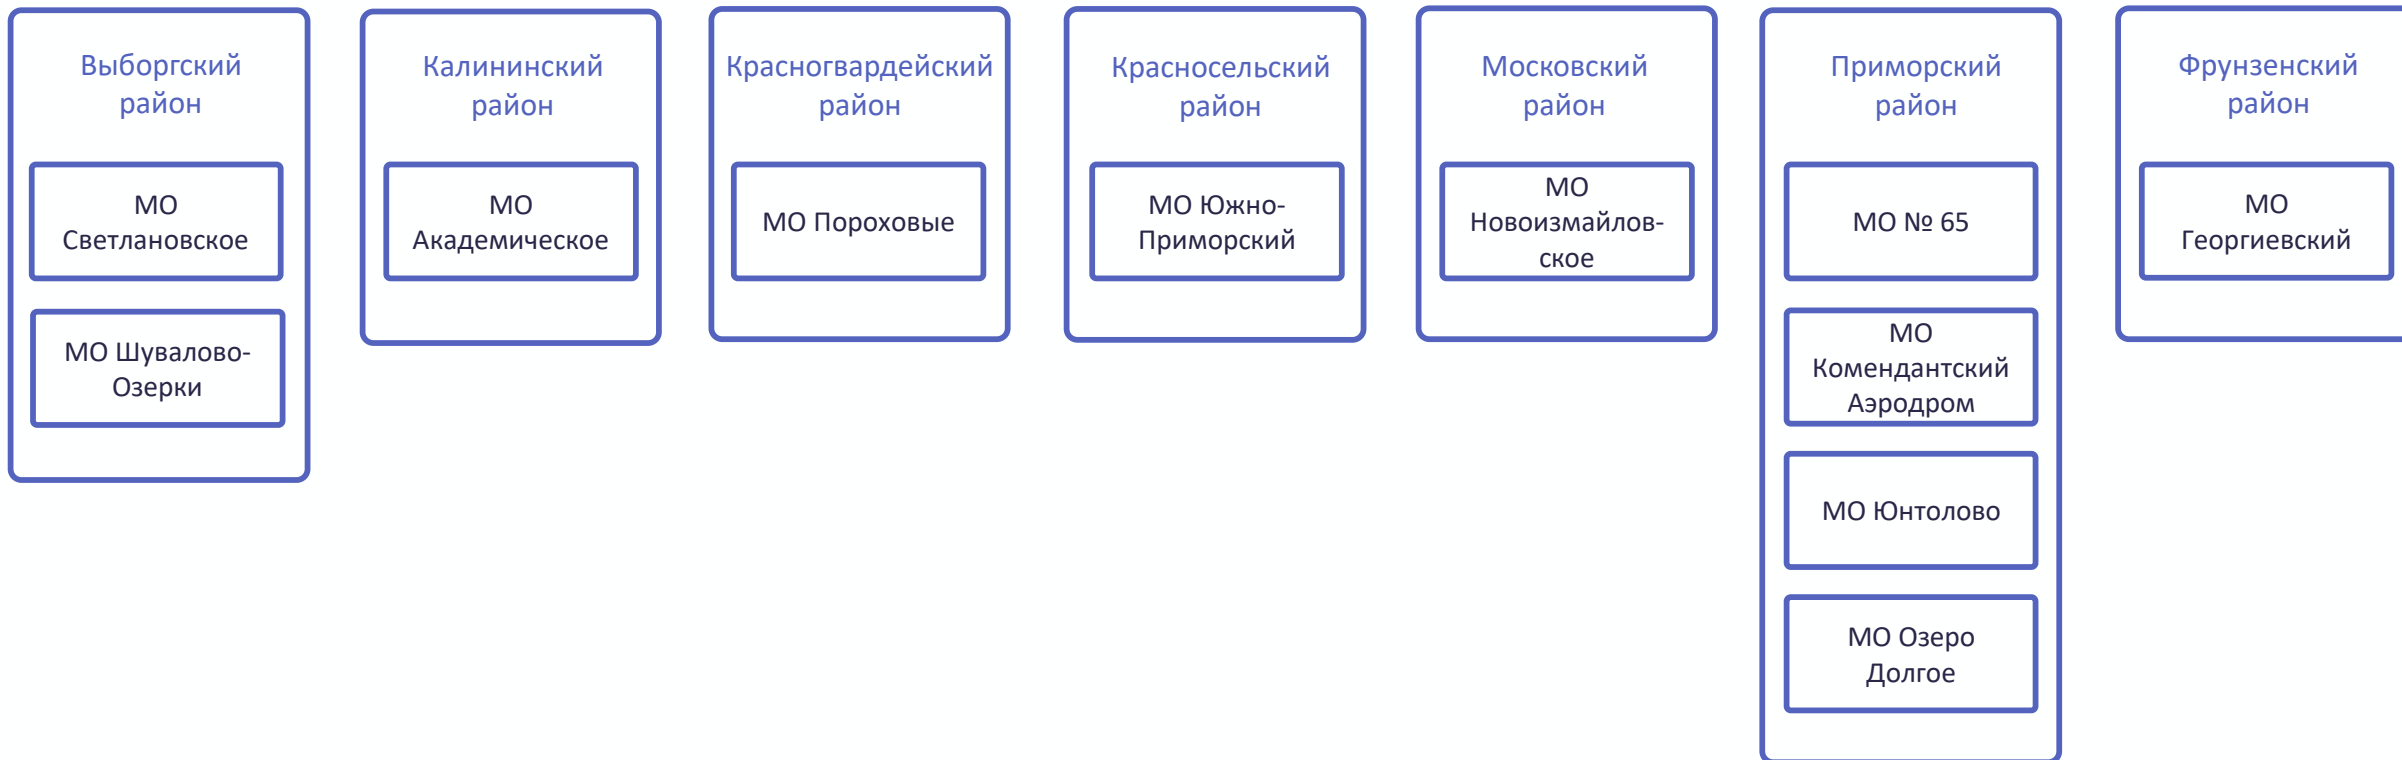 Выборгский
район
МО
Светлановское
МО Шувалово-
Озерки
Калининский
район
МО
Академическое
Красногвардейский
район
МО Пороховые
Красносельский
район
МО Южно-
Приморский
Московский
район
МО
Новоизмайлов-
ское
Приморский
район
МО № 65
МО
Комендантский
Аэродром
МО Юнтолово
МО Озеро
Долгое
Фрунзенский
район
МО
Георгиевский